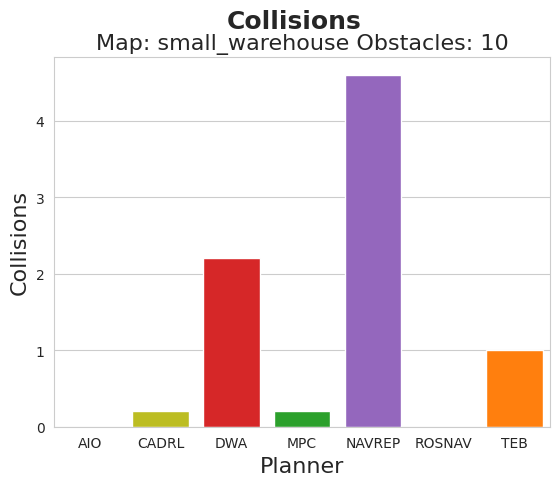 Collisions
Map: small_warehouse Obstacles: 10
Collisions
4
3
2
1
0
AIO CADRL DWA MPC NAVREP ROSNAV TEB
Planner